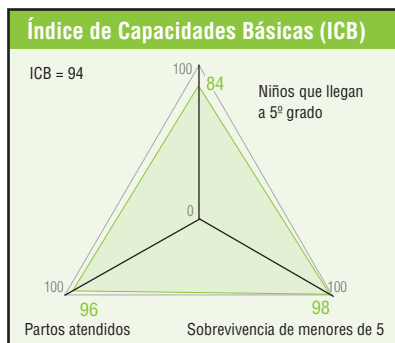 Índice de Capacidades Básicas (ICB)
ICB = 94
100
84
Niños que llegan
a 5º grado
0
100
100
96
98
Partos atendidos
Sobrevivencia de menores de 5